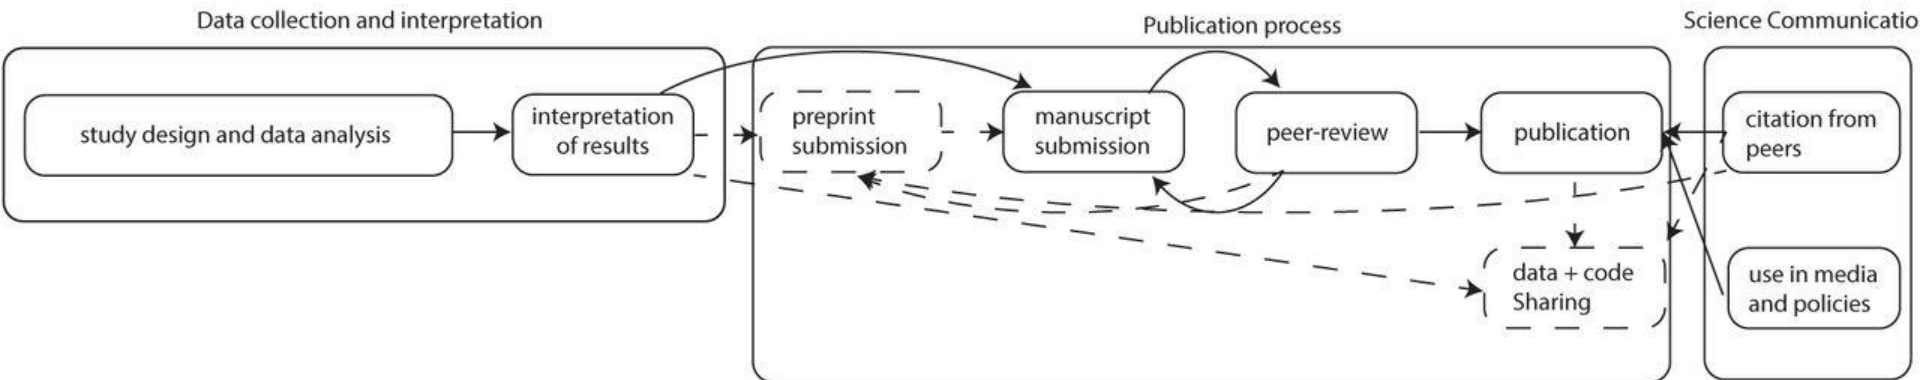 Data collection and interpretation
Publication process
Science Communicatio
study design and data analysis
interpretation
of results
preprint
submission
manuscript
submission
peer-review
publication
citation from
peers
data + code
Sharing
use in media
and policies